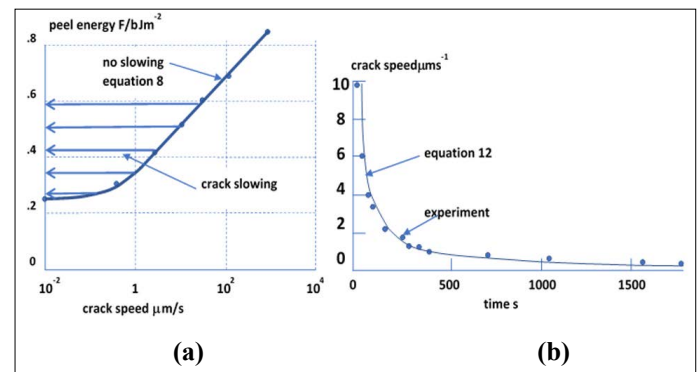 peel energy F/bJm-2
.8
.6
.4
.2
0
no slowing
equation 8
crack slowing
10-2
1
102
104
crack speed μm/s
(a)
crack speedμms-1
10
8
6
4
2
0
equation 12
experiment
0
500
1000
1500
time s
(b)